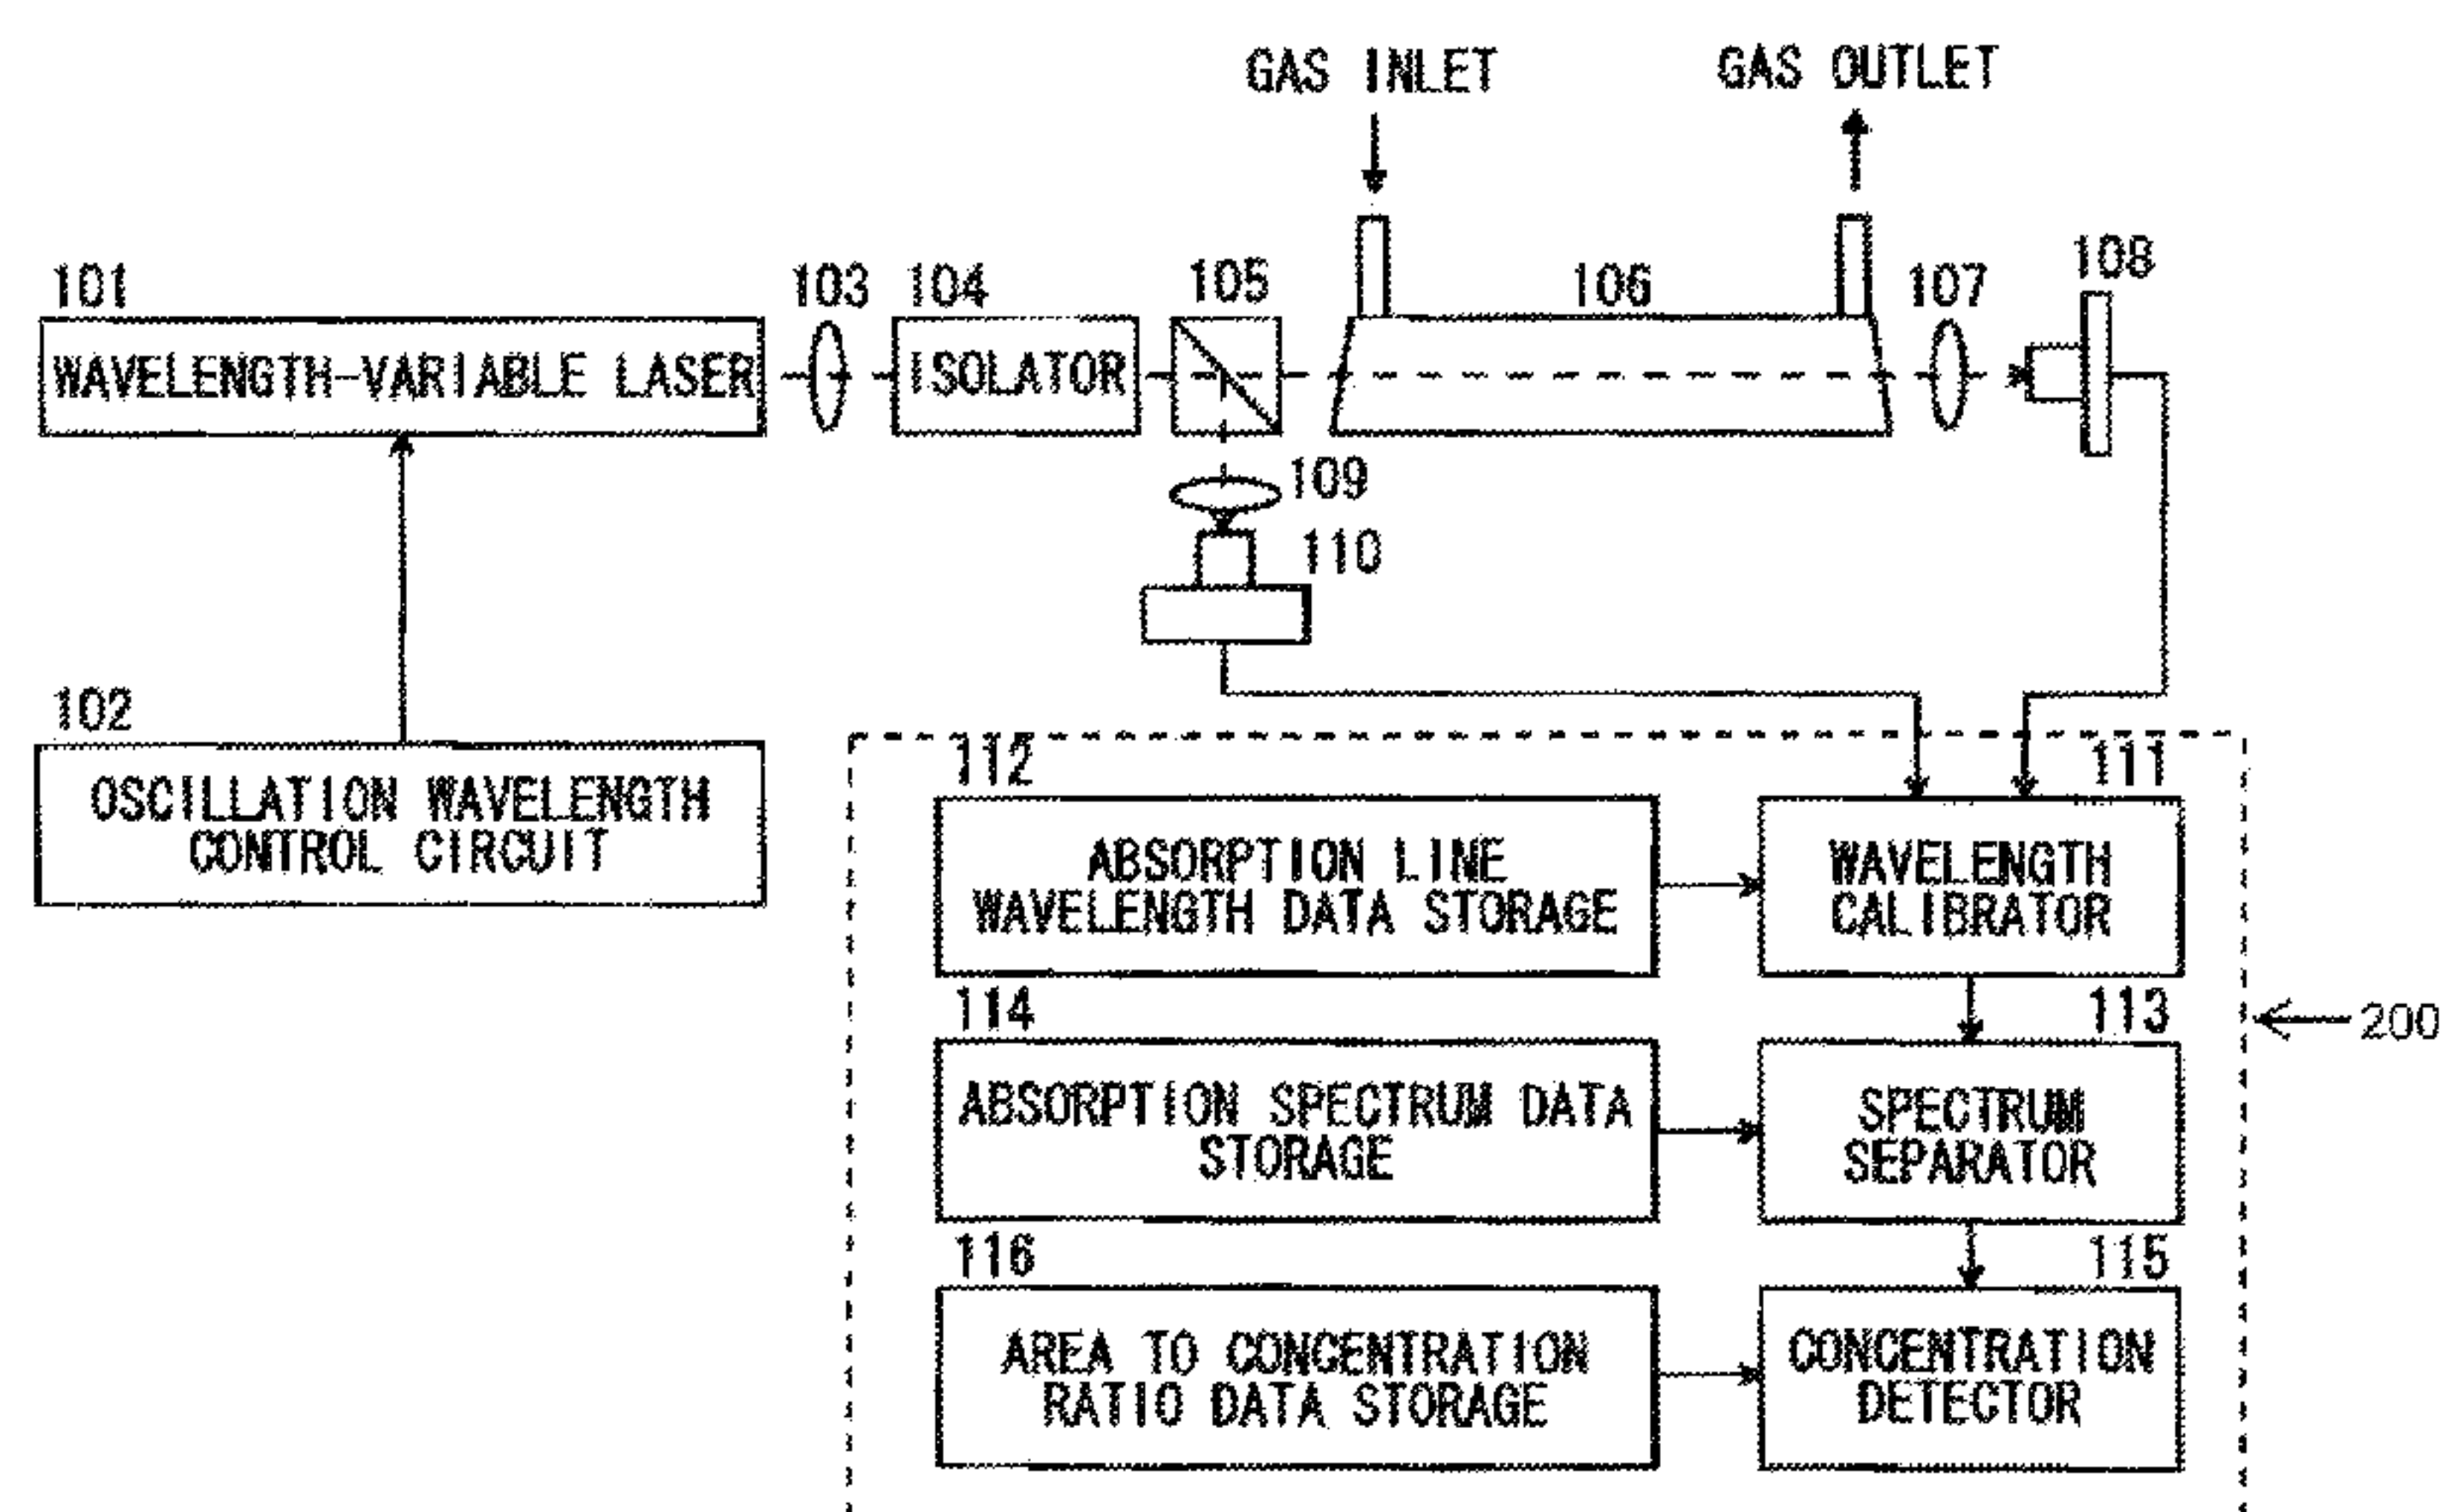 GAS INLET
GAS OUTLET
101
103
104
105
106
107
108
WAVELENGTH-VARIABLE LASER
ISOLATOR
109
110
102
OSCILLATION WAVELENGTH
CONTROL CIRCUIT
112
111
ABSORPTION LINE
WAVELENGTH DATA STORAGE
WAVELENGTH
CALIBRATOR
114
113
200
ABSORPTION SPECTRUM DATA
STORAGE
SPECTRUM
SEPARATOR
116
115
AREA TO CONCENTRATION
RATIO DATA STORAGE
CONCENTRATION
DETECTOR